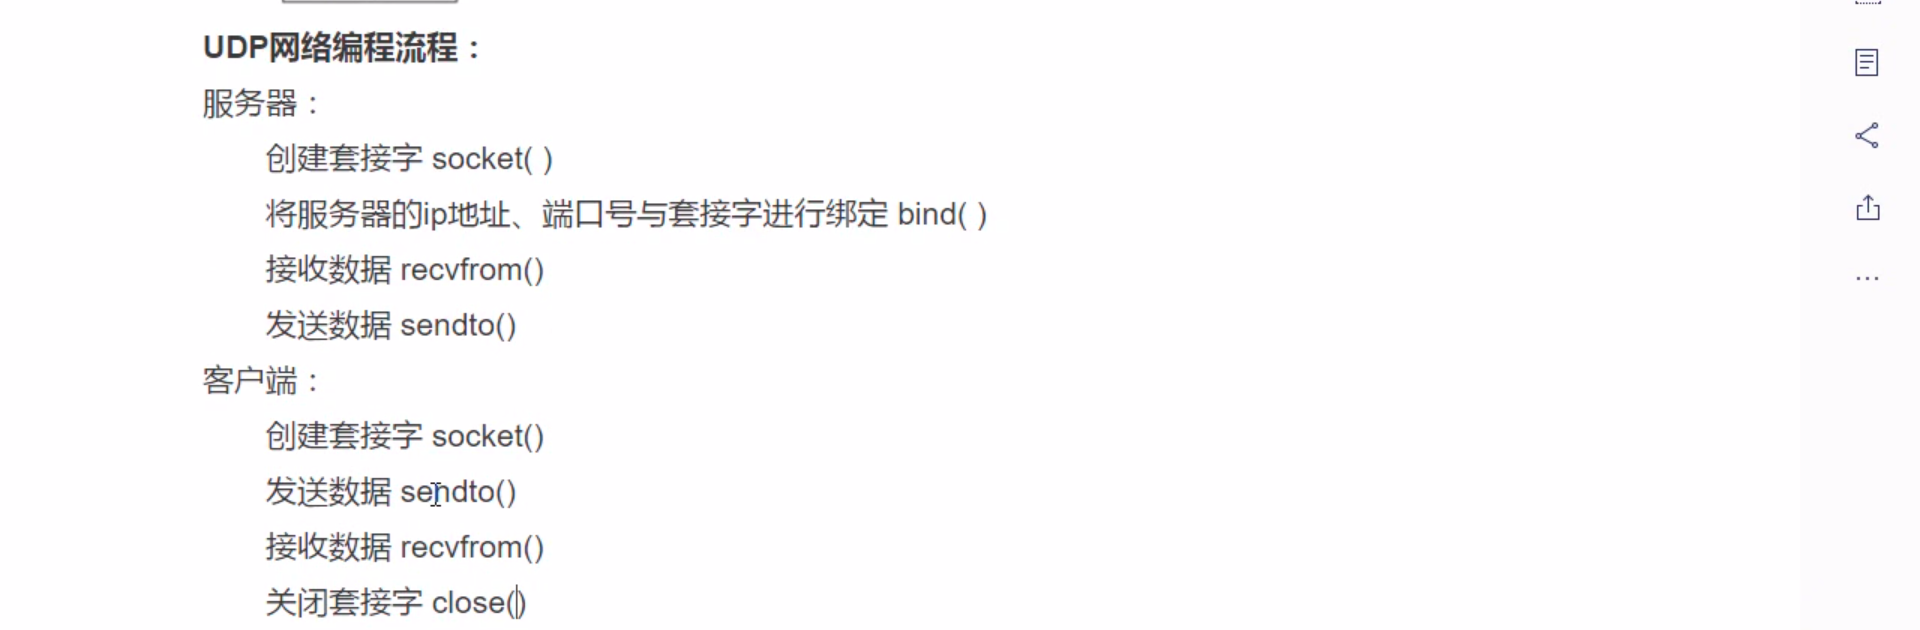 UDP网络编程流程：
服务器：
创建套接字 socket( )
将服务器的ip地址、端口号与套接字进行绑定 bind( )
接收数据 recvfrom()
发送数据 sendto()
客户端：
创建套接字 socket()
发送数据 sendto()
接收数据 recvfrom()
关闭套接字 close()